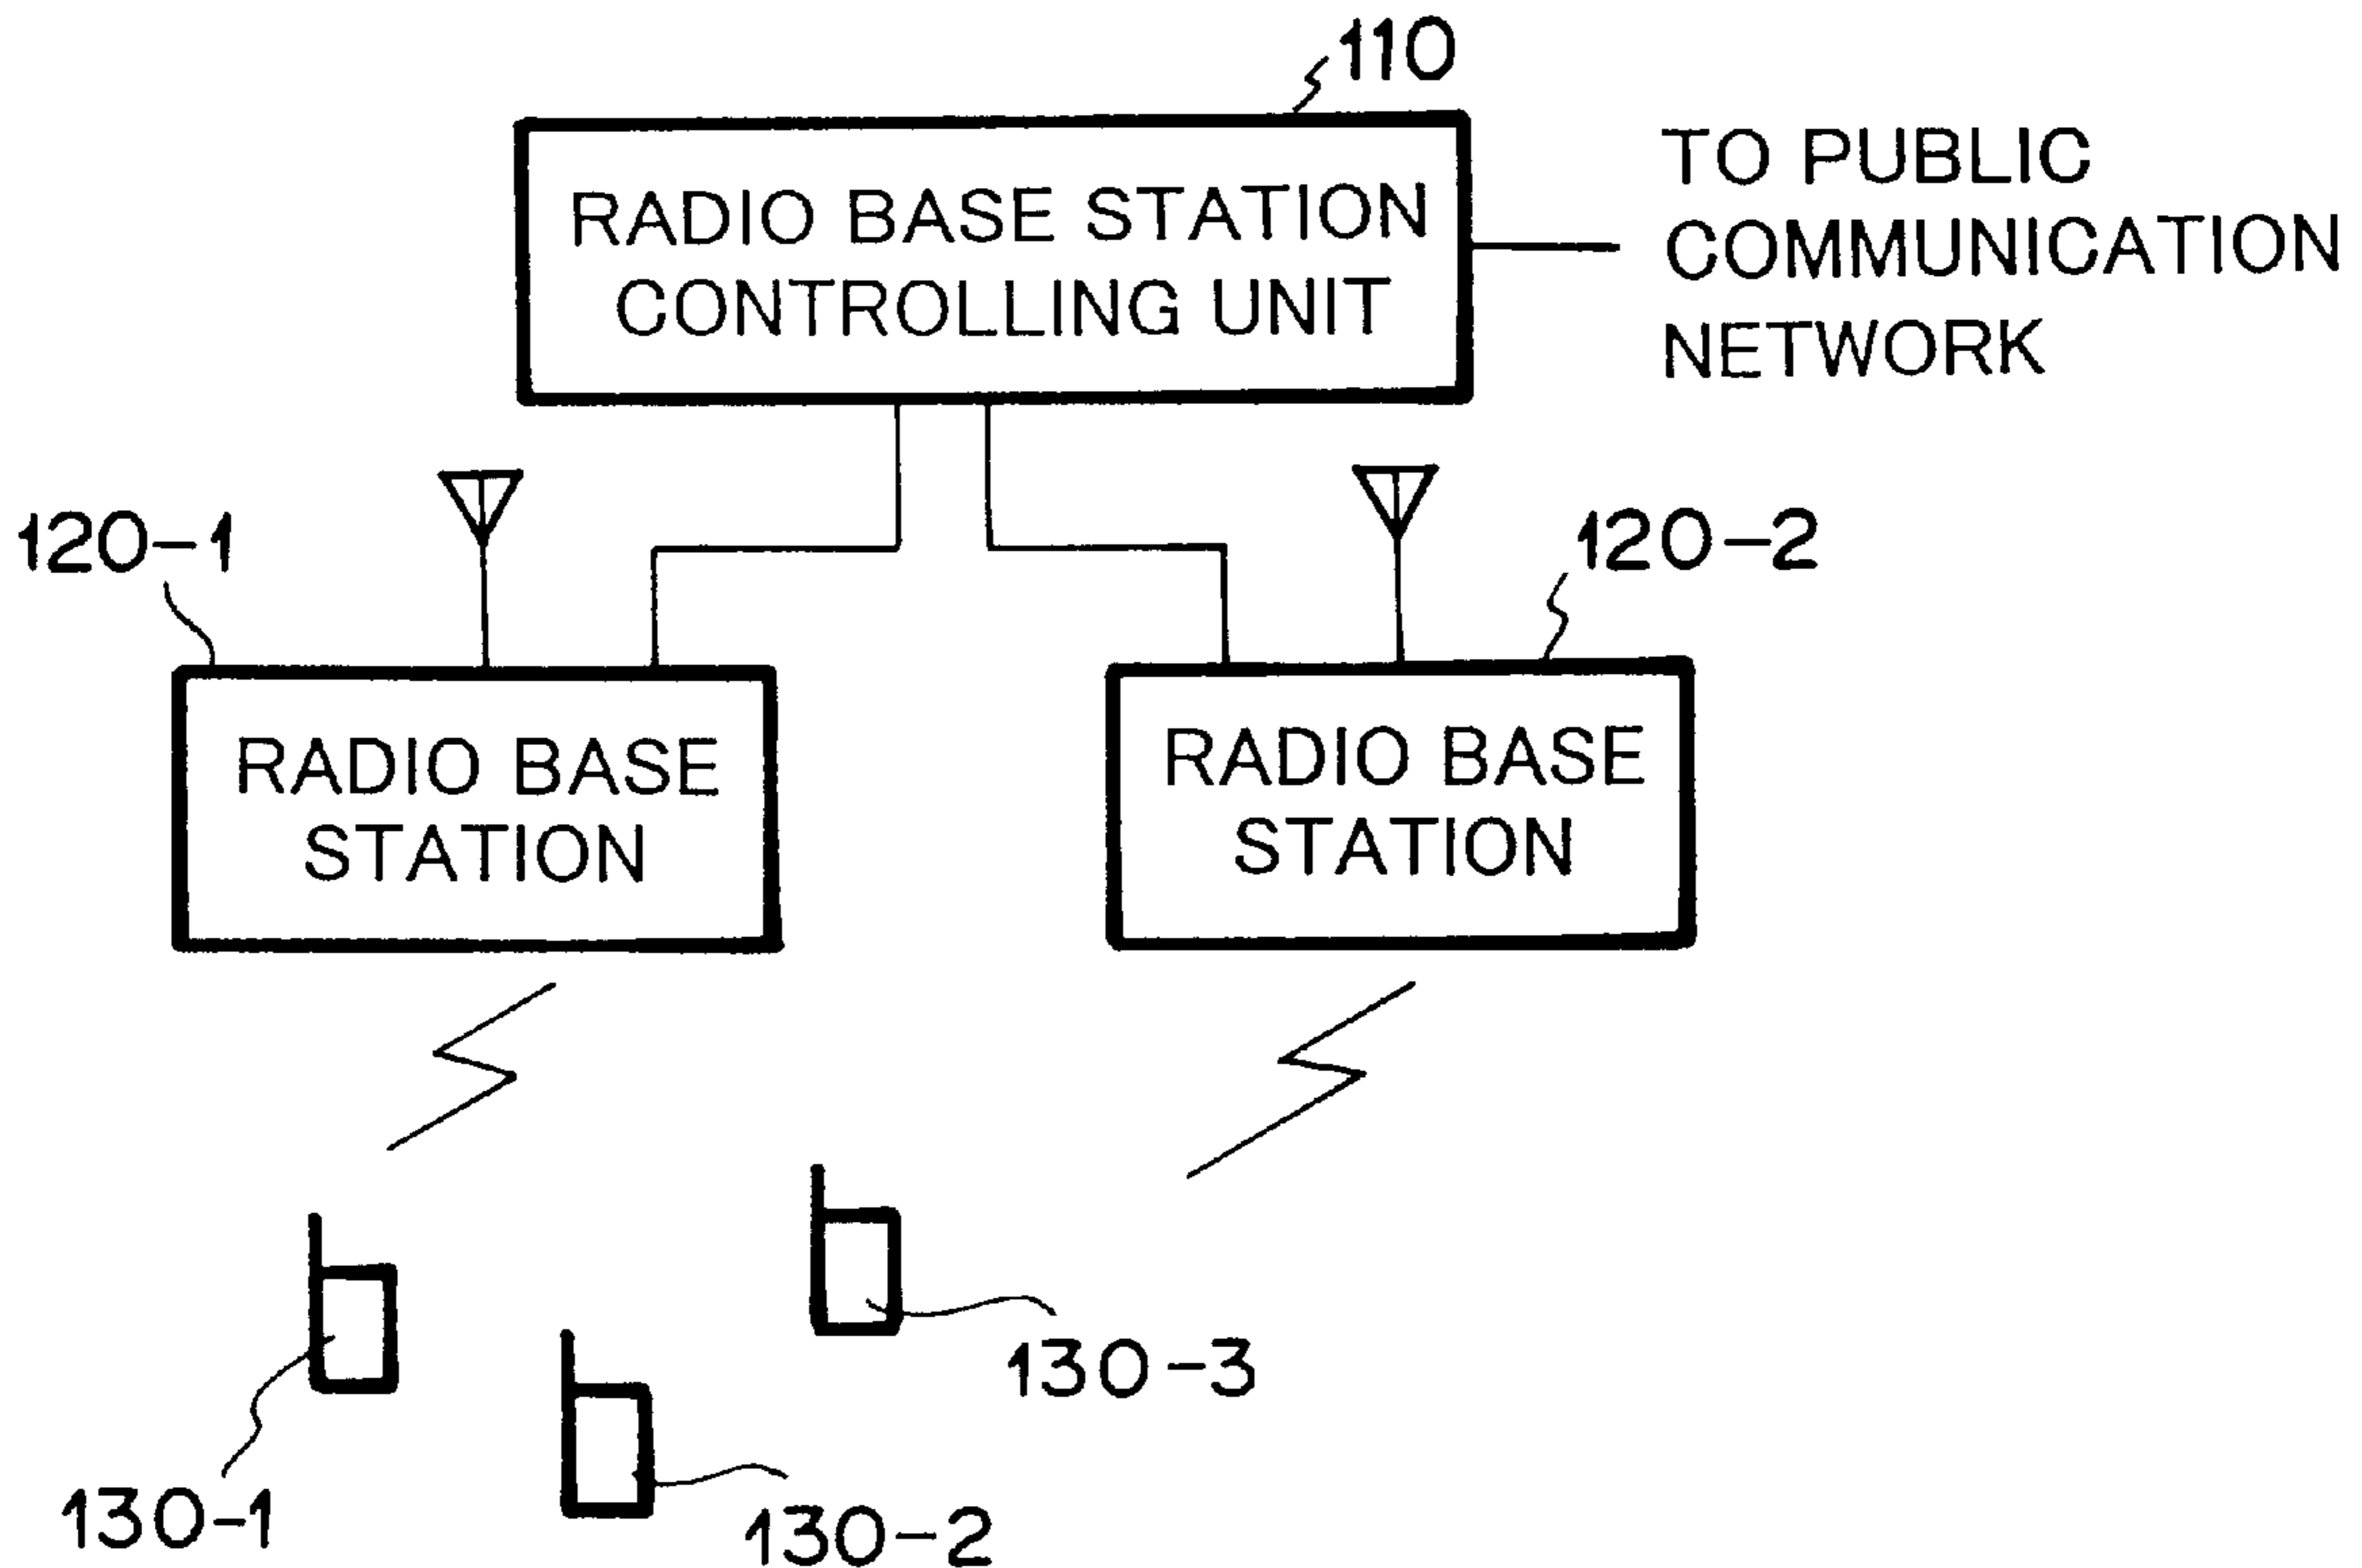 110
RADIO BASE STATION
CONTROLLING UNIT
TO PUBLIC
COMMUNICATION
NETWORK
120-1
120-2
RADIO BASE
STATION
RADIO BASE
STATION
130-3
130-1
130-2